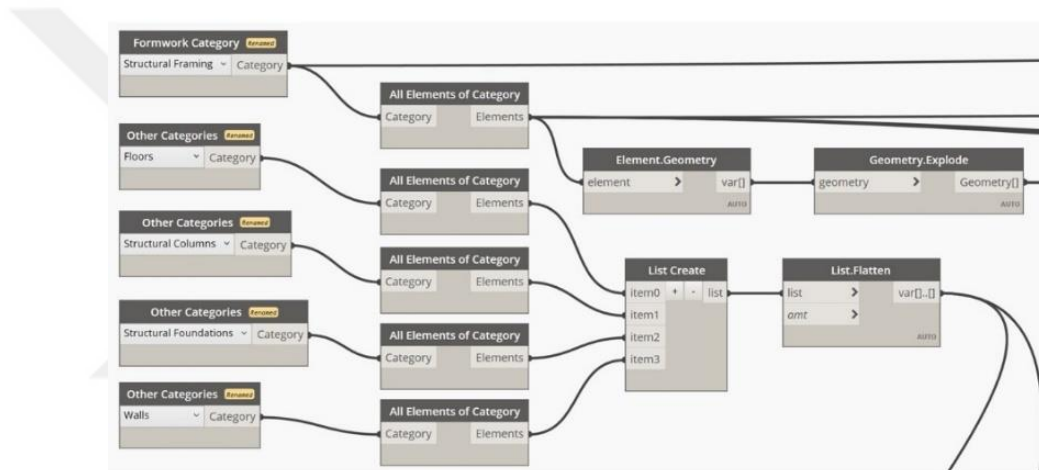 Formwork Category Renamed
Structural Framing Category
All Elements of Category
Category Elements
Other Categories Renamed
Floors Category
Element.Geometry
element > var[]
AUTO
Geometry.Explode
geometry > Geometry[]
AUTO
All Elements of Category
Category Elements
Other Categories Renamed
Structural Columns Category
All Elements of Category
Category Elements
List Create
item0 + - list
item1
item2
item3
List.Flatten
list > var[]..[]
amt >
AUTO
Other Categories Renamed
Structural Foundations Category
All Elements of Category
Category Elements
Other Categories Renamed
Walls Category
All Elements of Category
Category Elements